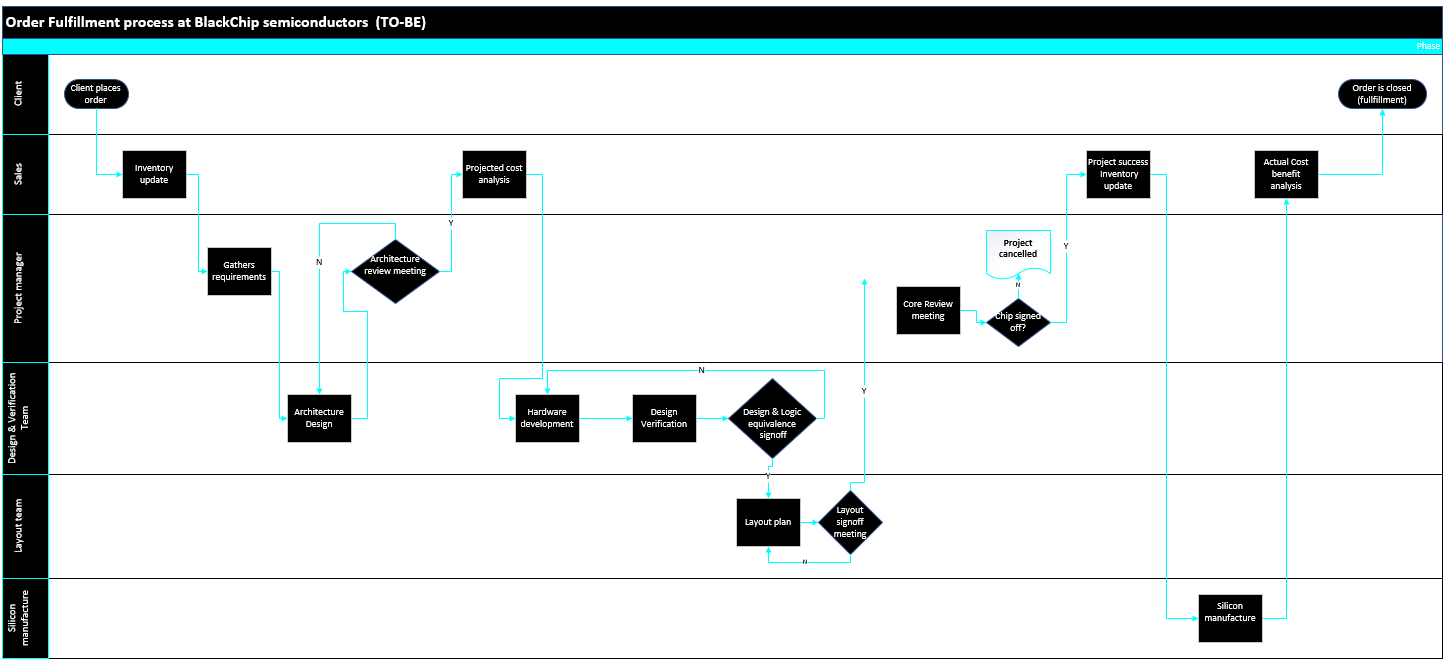 Order Fulfillment process at BlackChip semiconductors  (TO-BE)
Phase
Client
Client places
order
Order is closed
(fullfillment)
Sales
Inventory
update
Projected cost
analysis
Project success
Inventory
update
Actual Cost
benefit
analysis
Project manager
Gathers
requirements
N
Architecture
review meeting
Y
Core Review
meeting
Project
cancelled
N
Chip signed
off?
Y
Design & Verification
Team
Architecture
Design
Hardware
development
Design
Verification
N
Design & Logic
equivalence
signoff
Y
Y
Layout team
Layout plan
Layout
signoff
meeting
N
Silicon
manufacture
Silicon
manufacture